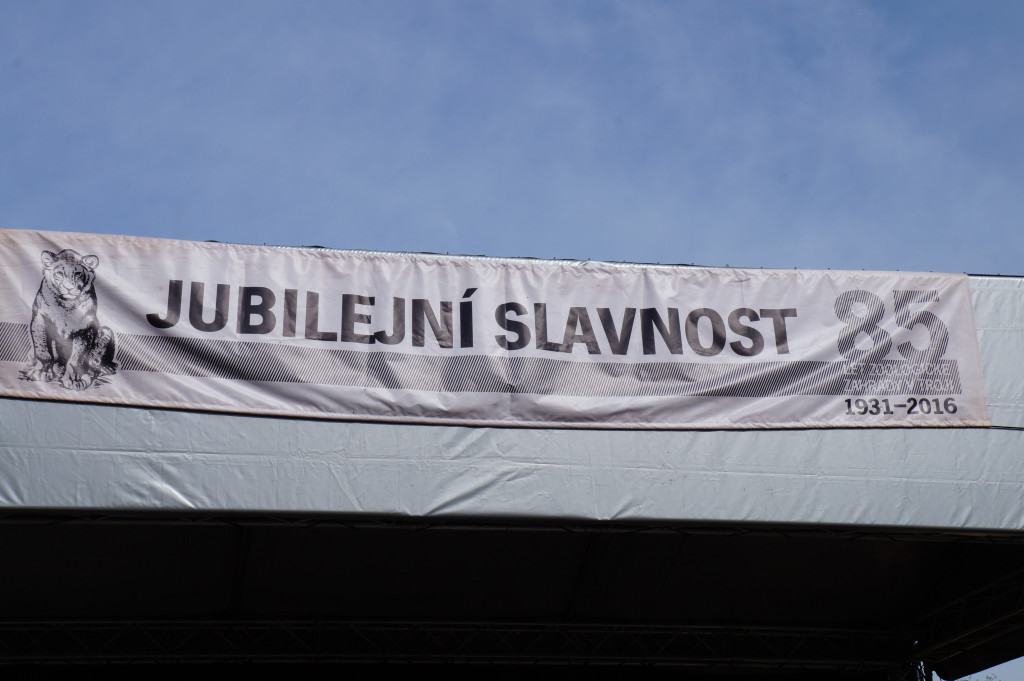 JUBILEJNÍ SLAVNOST
85
LET ZOOLOGICKÉ
ZAHRADY V TROJI
1931–2016